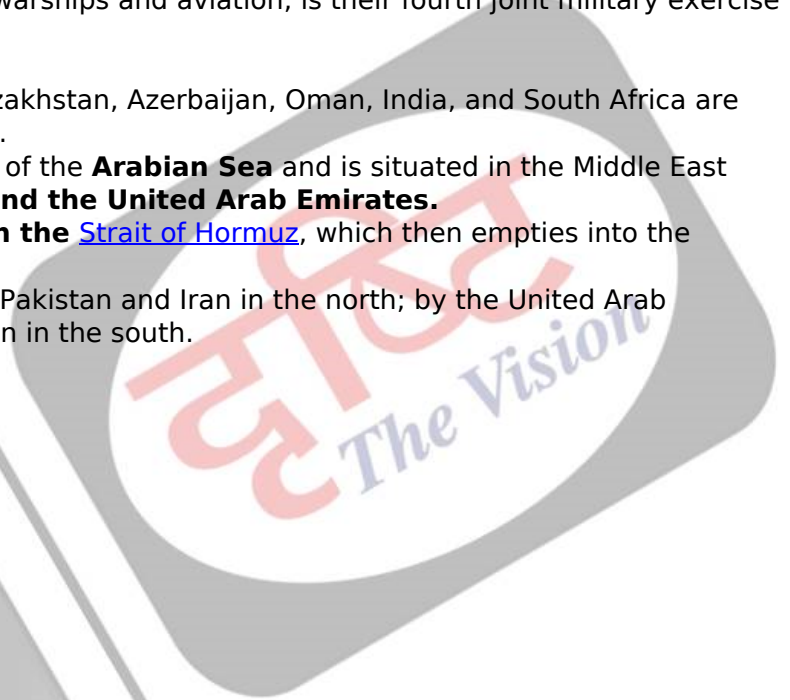 warships and aviation, is their fourth joint military exercise
zakhstan, Azerbaijan, Oman, India, and South Africa are
.
of the Arabian Sea and is situated in the Middle East
nd the United Arab Emirates.
the Strait of Hormuz, which then empties into the
Pakistan and Iran in the north; by the United Arab
n in the south.
दृष्टि
The Vision